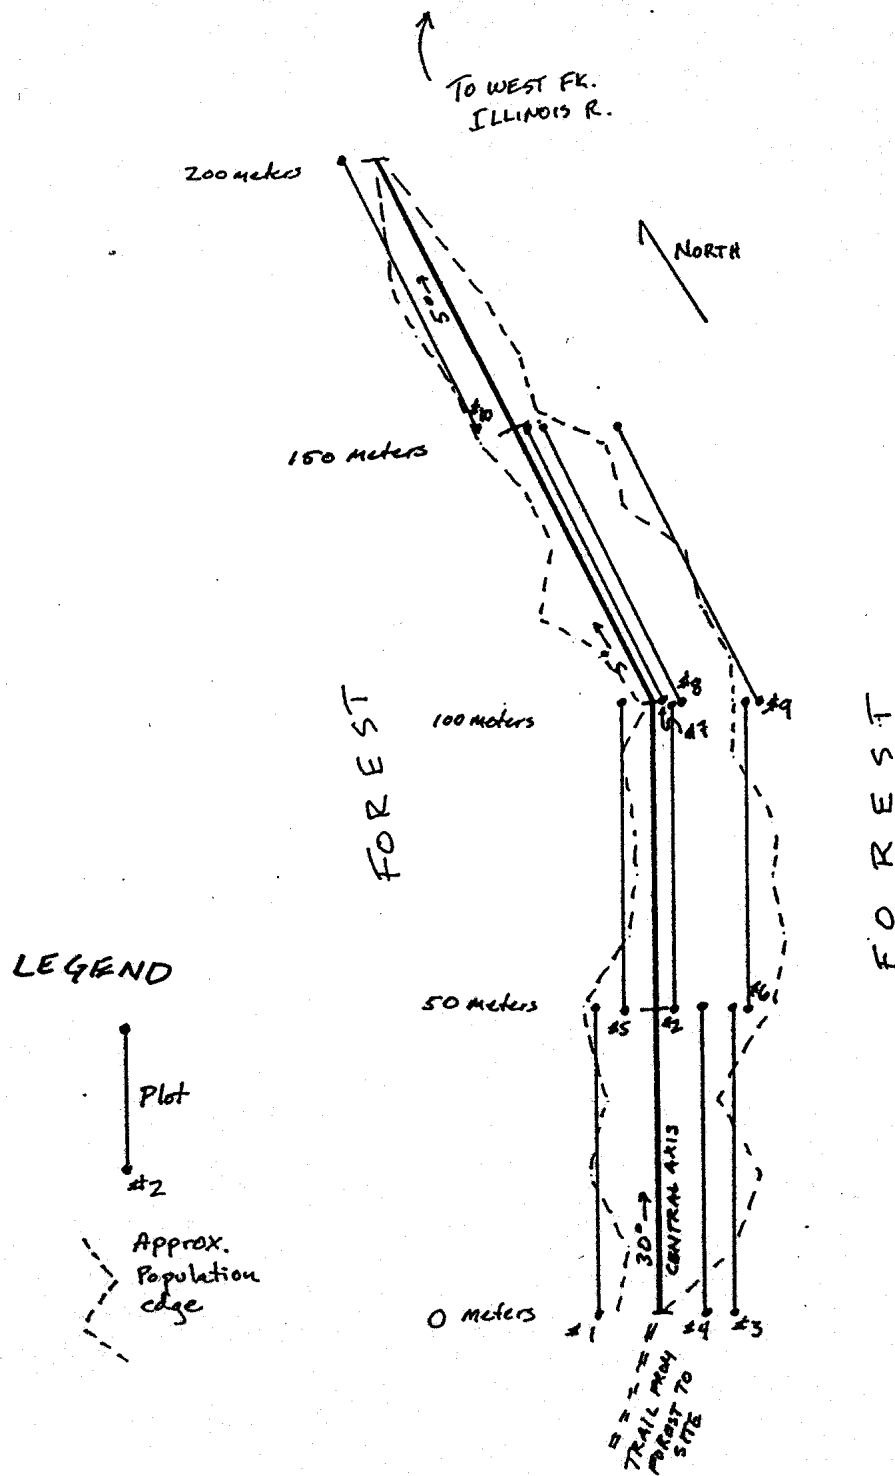 TO WEST FK.
ILLINOIS R.
200 meters
NORTH
5°→
#10
150 meters
5°→
#8
#9
100 meters
#7
FOREST
FOREST
LEGEND
50 meters
#5
#2
#6
Plot
#2
CENTRAL AXIS
30°→
Approx.
Population
edge
0 meters
#1
#4
#3
TRAIL FROM
FOREST TO
SITE